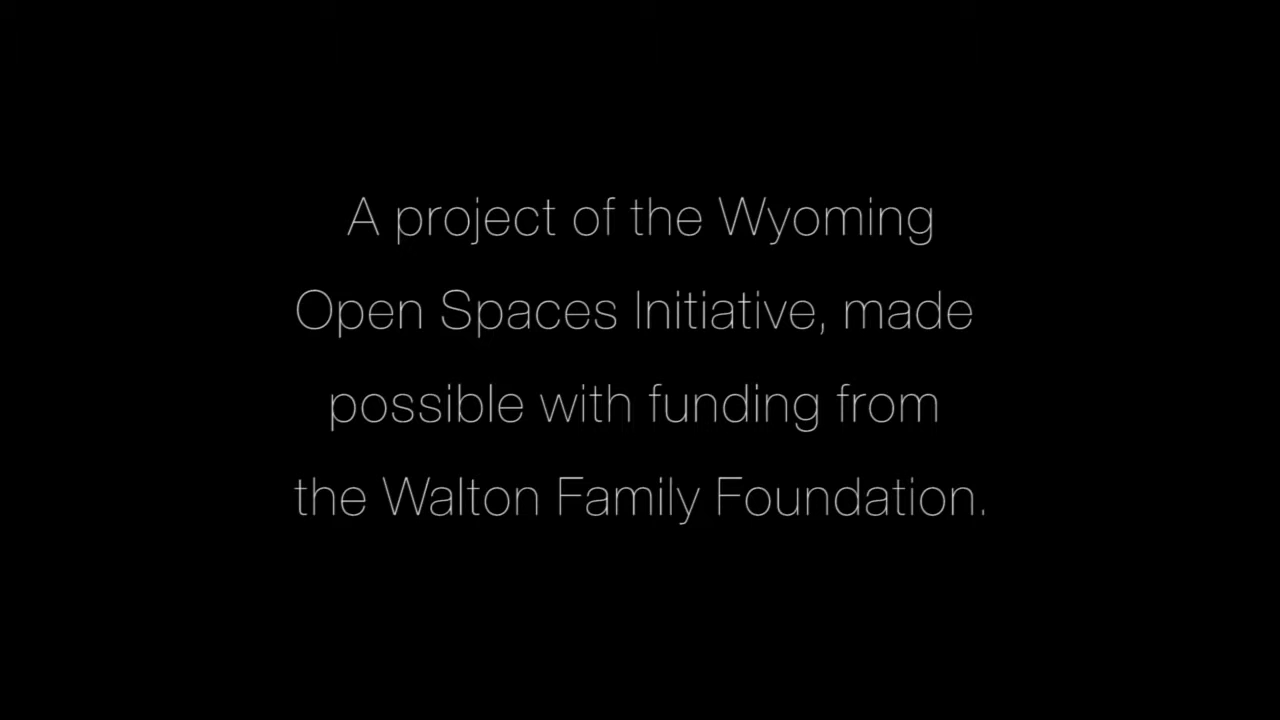 A project of the Wyoming
Open Spaces Initiative, made
possible with funding from
the Walton Family Foundation.